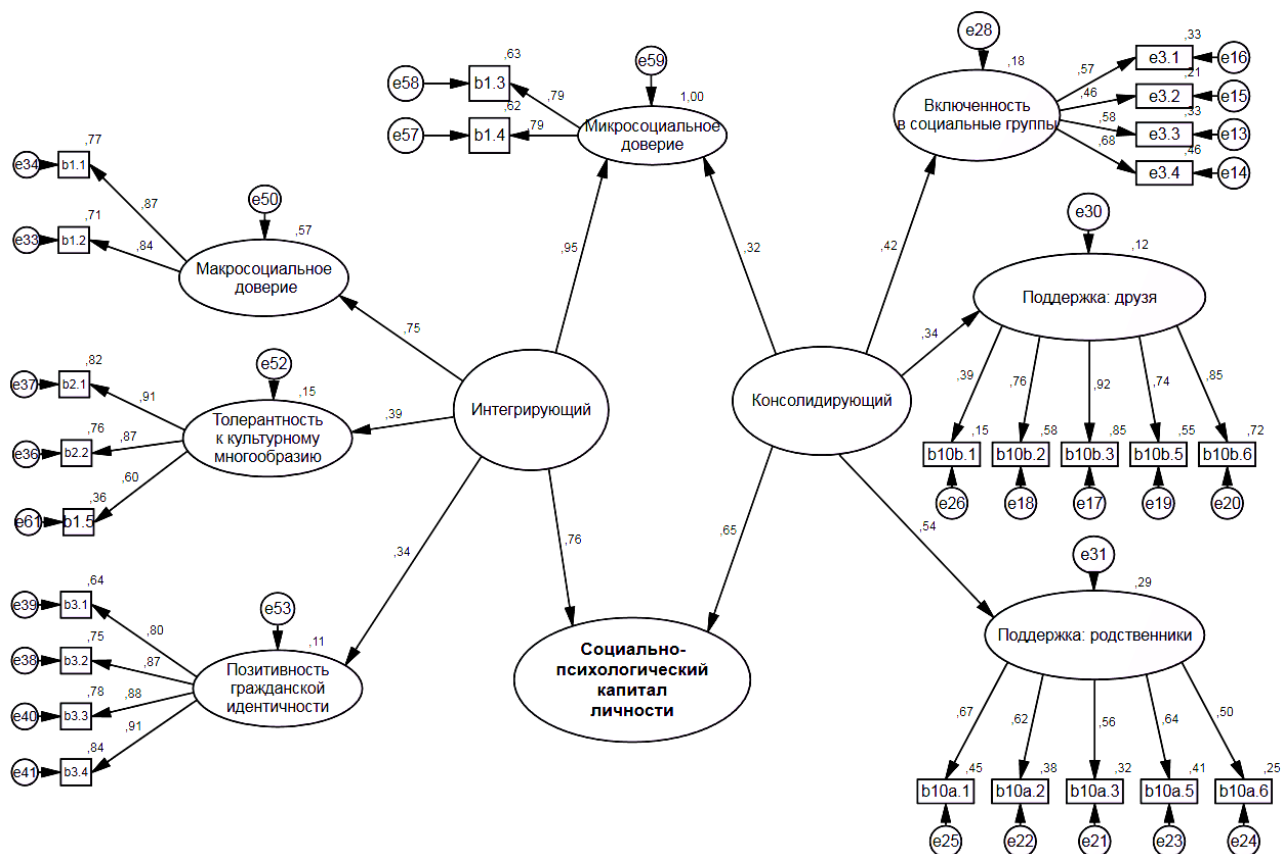 e28
,33
,63
e59
,18
e3.1
e16
,57
,21
e58
b1.3
,79
1,00
,46
e3.2
e15
,62
Включенность
в социальные группы
,33
,77
e57
b1.4
,79
Микросоциальное
доверие
,58
e3.3
e13
,68
,46
e34
b1.1
e3.4
e14
e50
,87
e30
,71
,57
e33
b1.2
,84
,95
,32
,42
,12
Макросоциальное
доверие
Поддержка: друзя
,75
,34
,82
e52
e37
b2.1
,15
,39
,76
,92
,74
,85
,91
Интегрирующий
Консолидирующий
,76
Толерантность
к культурному
многообразию
,39
e36
b2.2
,87
,15
,58
,85
,55
,72
b10b.1
b10b.2
b10b.3
b10b.5
b10b.6
,60
,36
e26
e18
e17
e19
e20
e61
b1.5
,65
,54
,34
,76
e31
,64
e39
b3.1
e53
,29
,80
,75
,11
Поддержка: родственники
e38
b3.2
,87
Социально-
психологический
капитал
личности
Позитивность
гражданской
идентичности
,78
,88
e40
b3.3
,91
,67
,62
,56
,64
,50
,84
e41
b3.4
,45
,38
,32
,41
,25
b10a.1
b10a.2
b10a.3
b10a.5
b10a.6
e25
e22
e21
e23
e24